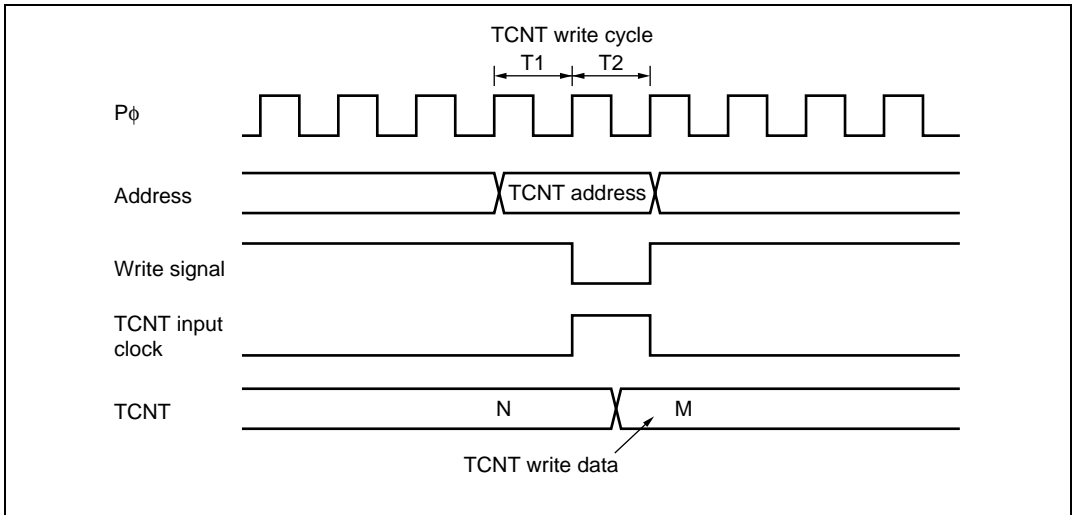 TCNT write cycle
T1 T2
Pϕ
Address TCNT address
Write signal
TCNT input
clock
TCNT N M
TCNT write data